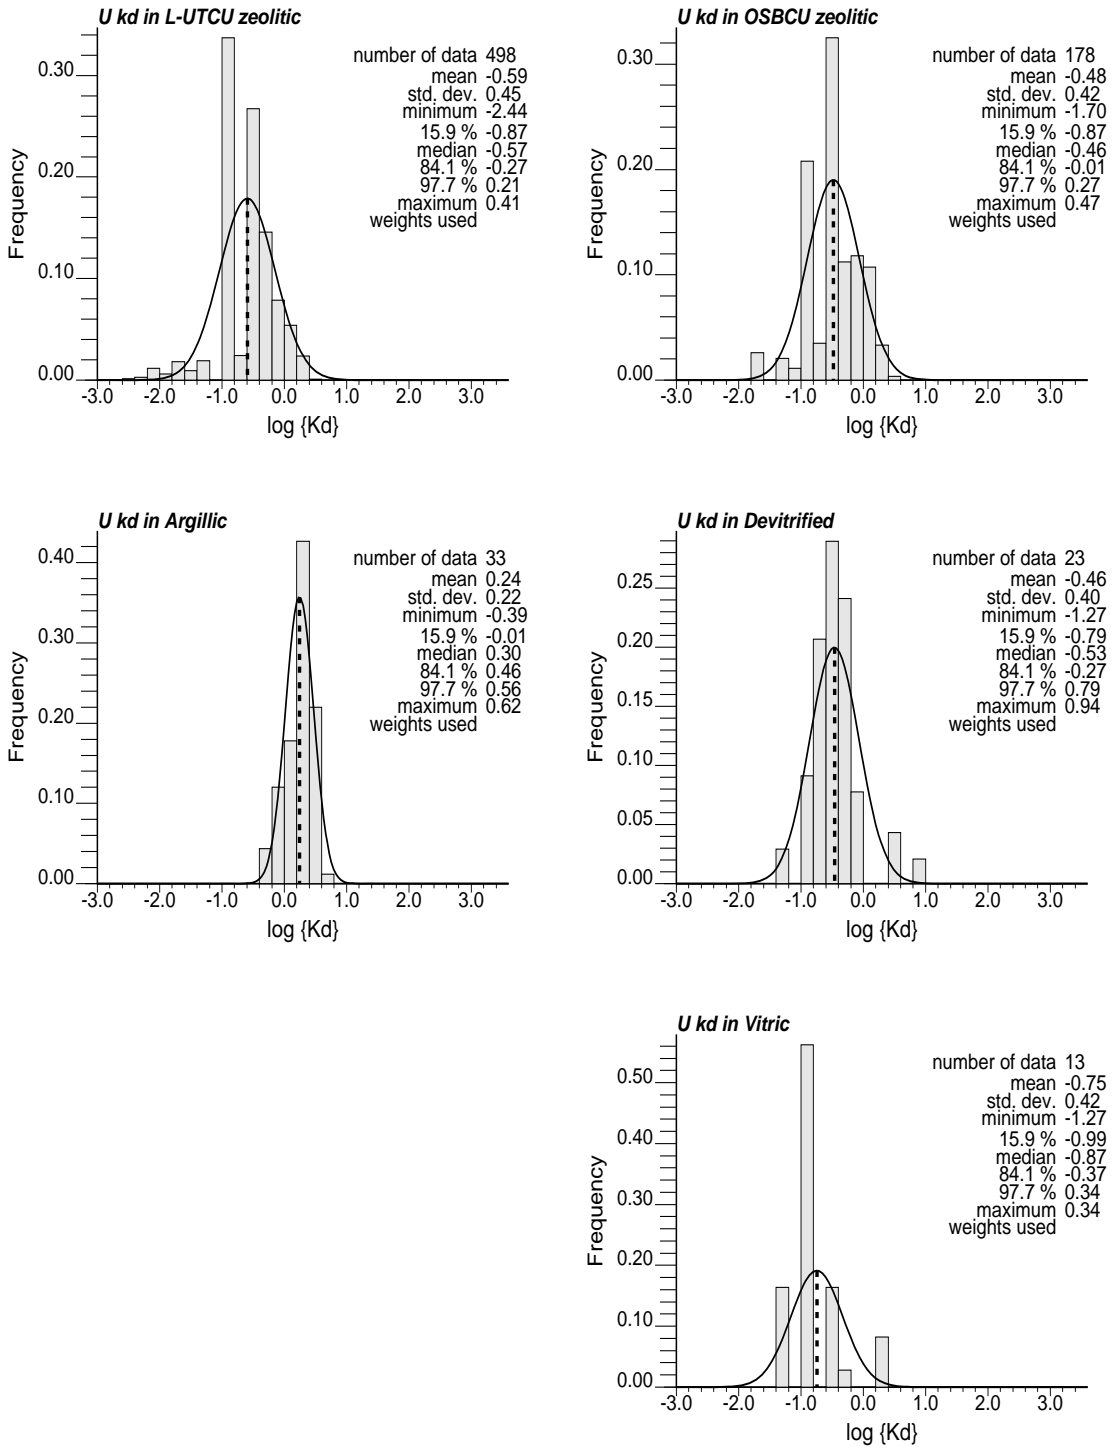 U kd in L-UTCU zeolitic
number of data 498
mean -0.59
std. dev. 0.45
minimum -2.44
15.9 % -0.87
median -0.57
84.1 % -0.27
97.7 % 0.21
maximum 0.41
weights used
Frequency
0.30
0.20
0.10
0.00
-3.0 -2.0 -1.0 0.0 1.0 2.0 3.0
log {Kd}
U kd in OSBCU zeolitic
number of data 178
mean -0.48
std. dev. 0.42
minimum -1.70
15.9 % -0.87
median -0.46
84.1 % -0.01
97.7 % 0.27
maximum 0.47
weights used
Frequency
0.30
0.20
0.10
0.00
-3.0 -2.0 -1.0 0.0 1.0 2.0 3.0
log {Kd}
U kd in Argillic
number of data 33
mean 0.24
std. dev. 0.22
minimum -0.39
15.9 % -0.01
median 0.30
84.1 % 0.46
97.7 % 0.56
maximum 0.62
weights used
Frequency
0.40
0.30
0.20
0.10
0.00
-3.0 -2.0 -1.0 0.0 1.0 2.0 3.0
log {Kd}
U kd in Devitrified
number of data 23
mean -0.46
std. dev. 0.40
minimum -1.27
15.9 % -0.79
median -0.53
84.1 % -0.27
97.7 % 0.79
maximum 0.94
weights used
Frequency
0.25
0.20
0.15
0.10
0.05
0.00
-3.0 -2.0 -1.0 0.0 1.0 2.0 3.0
log {Kd}
U kd in Vitric
number of data 13
mean -0.75
std. dev. 0.42
minimum -1.27
15.9 % -0.99
median -0.87
84.1 % -0.37
97.7 % 0.34
maximum 0.34
weights used
Frequency
0.50
0.40
0.30
0.20
0.10
0.00
-3.0 -2.0 -1.0 0.0 1.0 2.0 3.0
log {Kd}